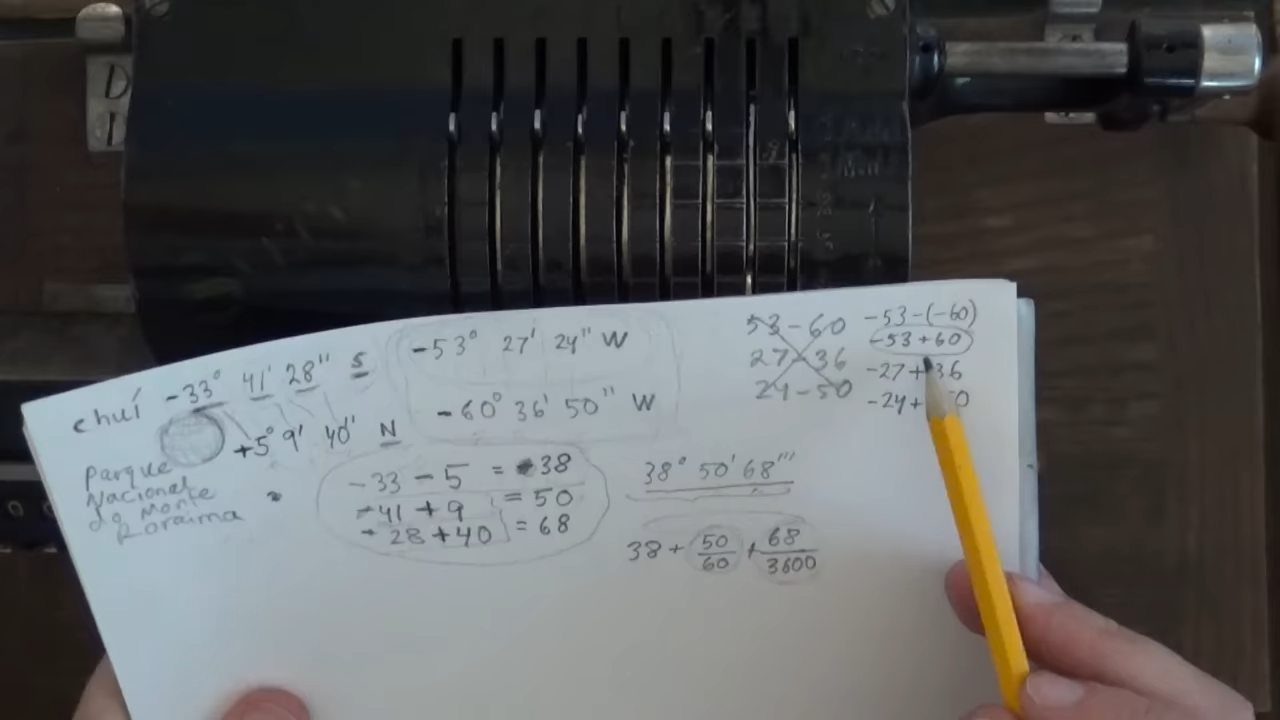 chuí -33° 41' 28" S
+5° 9' 40" N
Parque
Nacional
do Monte
Roraima
-53° 27' 24" W
-60° 36' 50" W
-33 - 5 = 38
-41 + 9 = 50
-28 + 40 = 68
38° 50' 68'''
38 + 50/60 + 68/3600
53 - 60
27 - 36
24 - 50
-53 - (-60)
-53 + 60
-27 + 36
-24 + 0
D
I